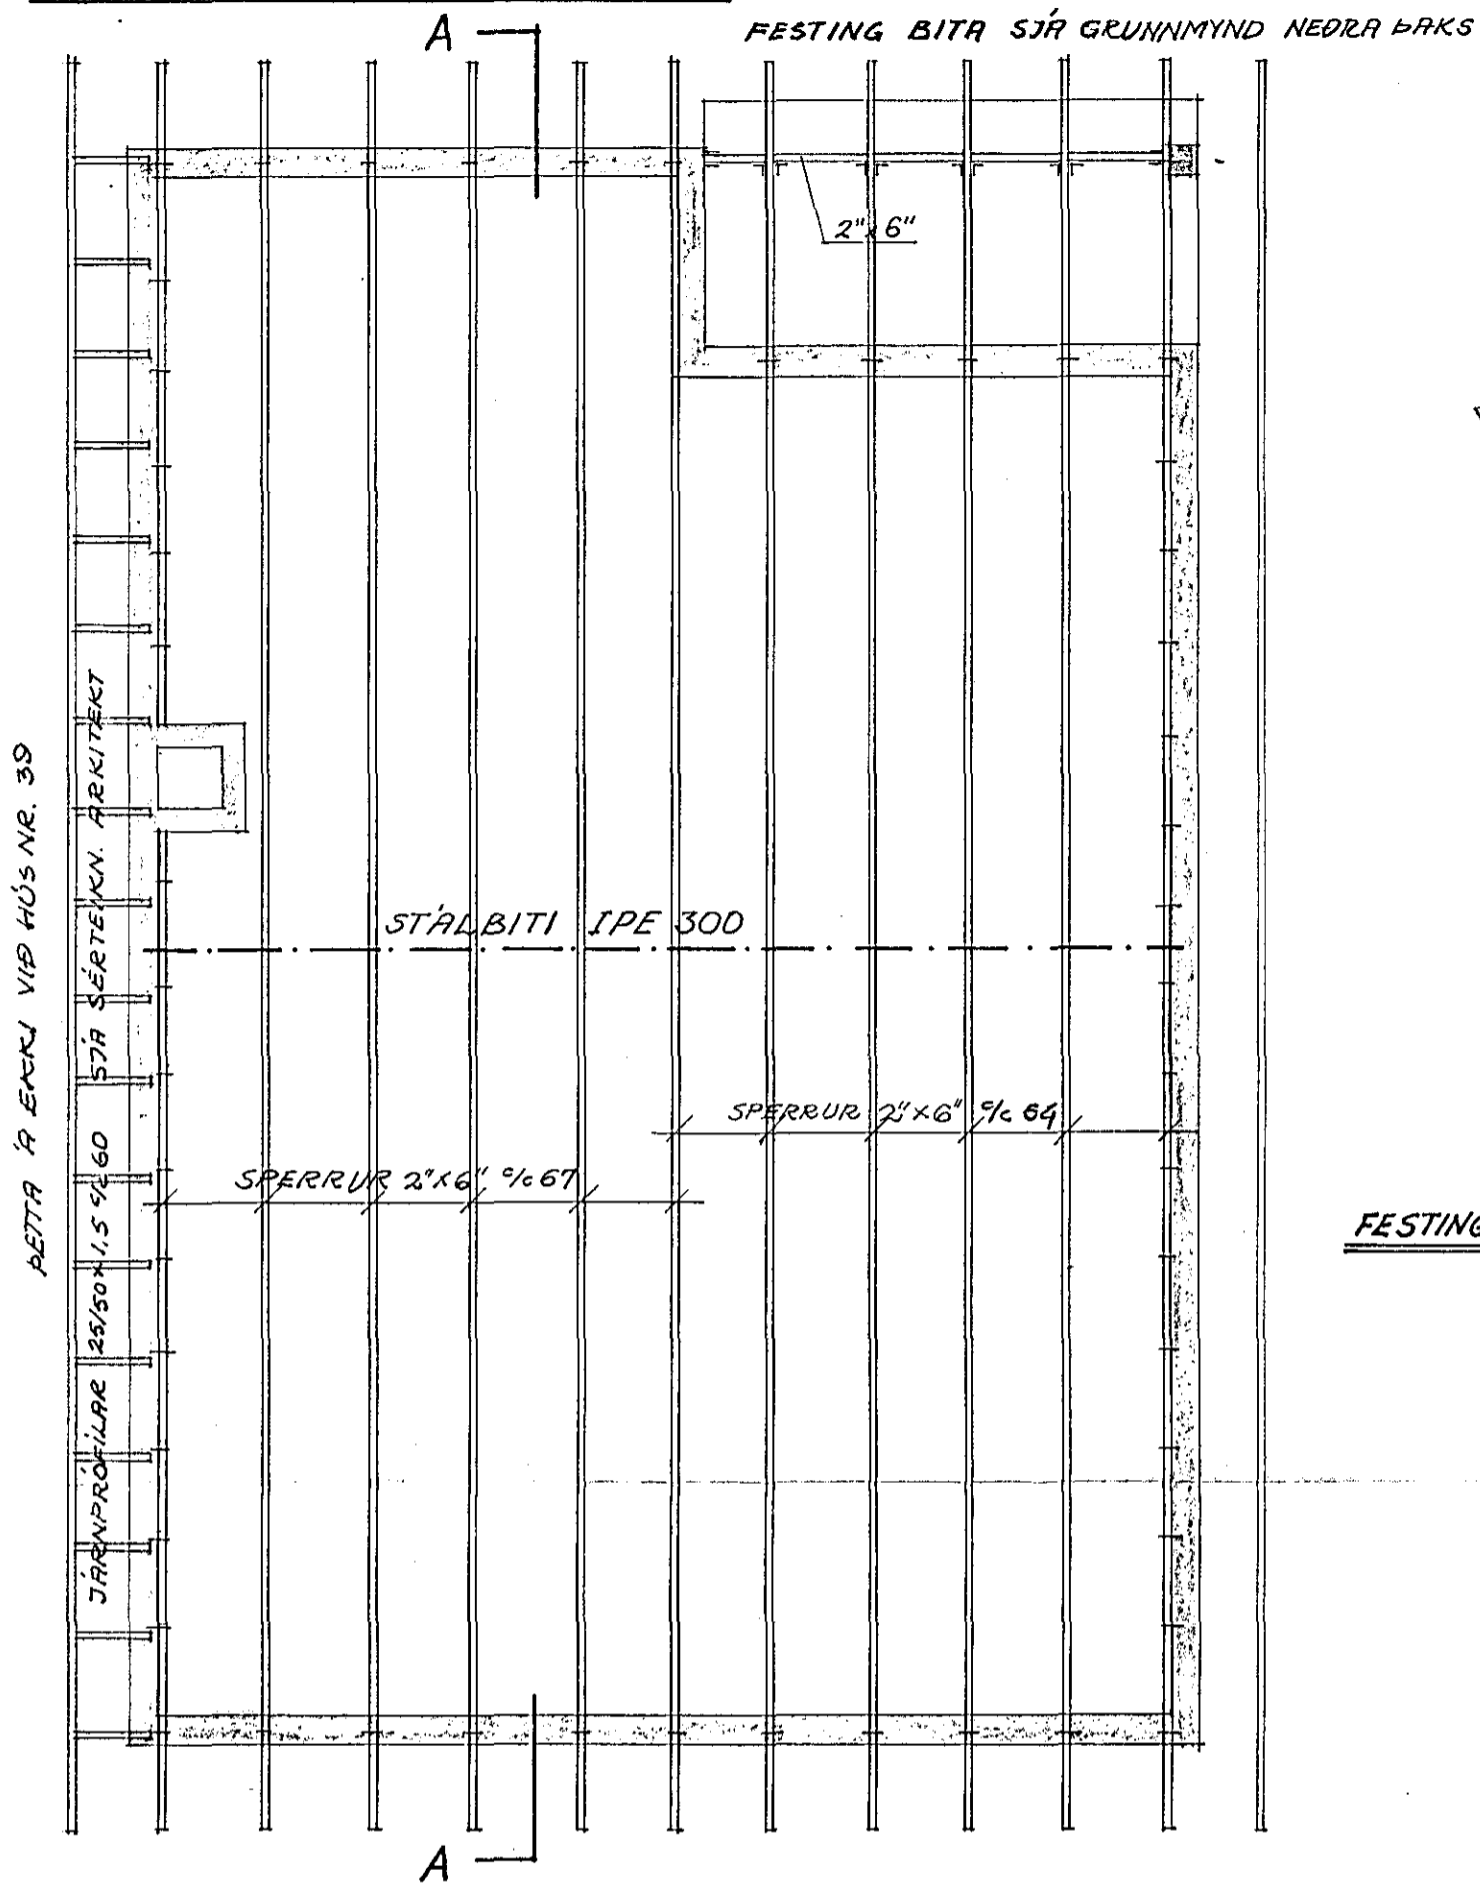 A
FESTING BITA SJÁ GRUNNMYND NEÐRA ÞAKS
2"x6"
STÁLBITI IPE 300
SPERRUR 2"x6" c/c 64
SPERRUR 2"x6" c/c 67
ÞETTA Á EKKI VIÐ HÚS NR. 39
JÁRNPRÓFÍLAR 25/50x1.5 c/c 60 SJÁ SÉRTEIKN. ARKITEKT
FESTING
A